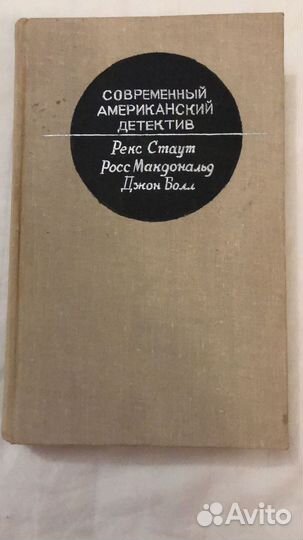 СОВРЕМЕННЫЙ
АМЕРИКАНСКИЙ
ДЕТЕКТИВ
Рекс Стаут
Росс Макдональд
Джон Болл
Avito